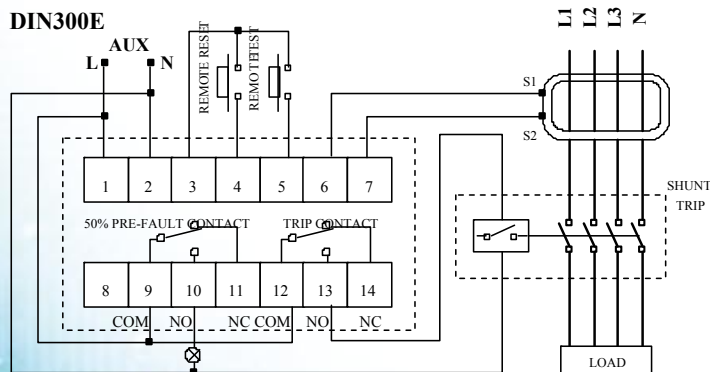 DIN300E
AUX
L N
REMOTE RESET
REMOTE TEST
L1 L2 L3 N
S1
S2
1 2 3 4 5 6 7
50% PRE-FAULT CONTACT TRIP CONTACT
8 9 10 11 12 13 14
COM NO NC COM NO NC
SHUNT
TRIP
LOAD